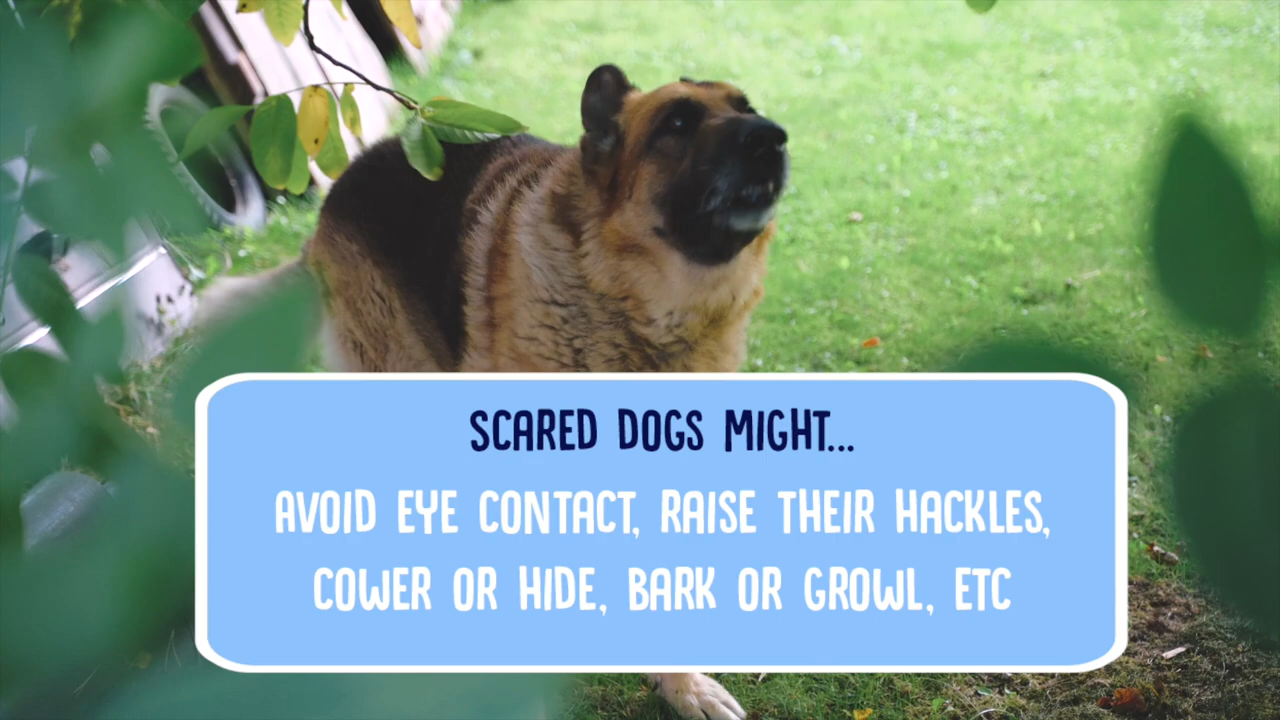 SCARED DOGS MIGHT...
AVOID EYE CONTACT, RAISE THEIR HACKLES,
COWER OR HIDE, BARK OR GROWL, ETC